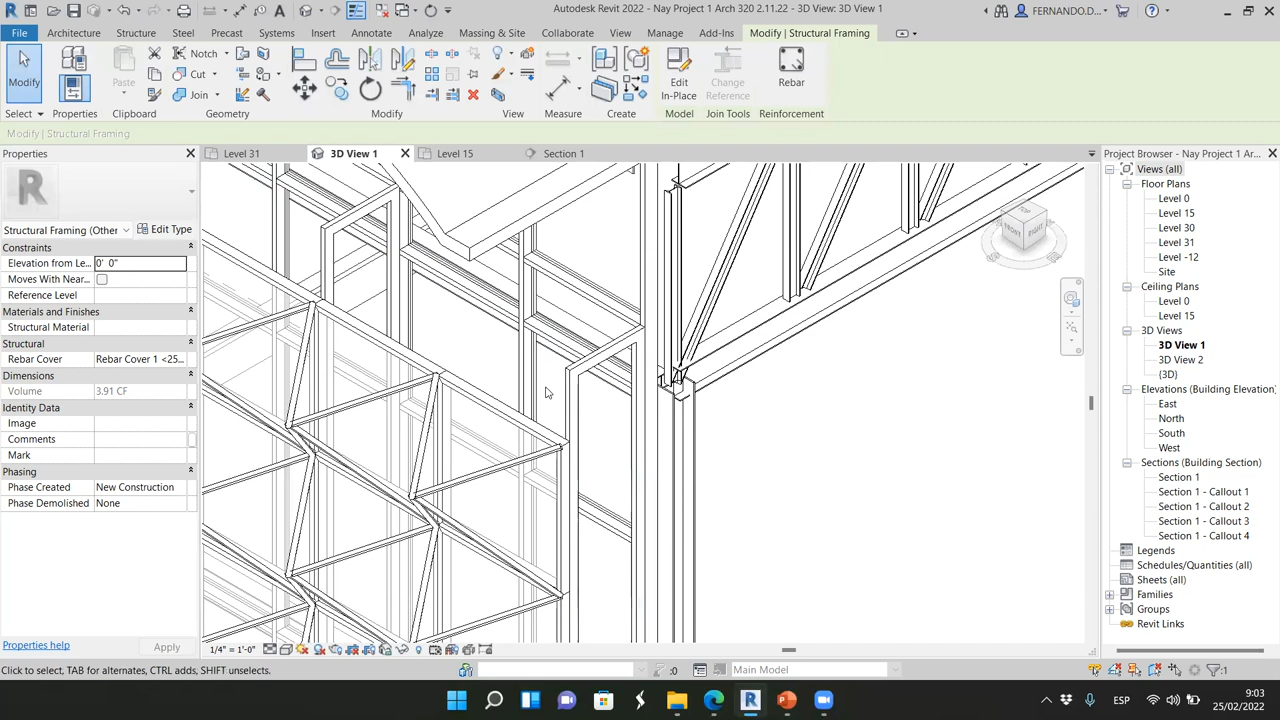 Autodesk Revit 2022 - Nay Project 1 Arch 320 2.11.22 - 3D View: 3D View 1
FERNANDO.D...
File Architecture Structure Steel Precast Systems Insert Annotate Analyze Massing & Site Collaborate View Manage Add-Ins Modify | Structural Framing
Modify
Paste
Notch
Cut
Join
Edit In-Place
Change Reference
Rebar
Select Properties Clipboard Geometry Modify View Measure Create Model Join Tools Reinforcement
Modify | Structural Framing
Properties
Level 31
3D View 1
Level 15
Section 1
Project Browser - Nay Project 1 Ar...
Structural Framing (Other
Edit Type
Constraints
Elevation from Le... 0' 0"
Moves With Near...
Reference Level
Materials and Finishes
Structural Material
Structural
Rebar Cover Rebar Cover 1 <25...
Dimensions
Volume 3.91 CF
Identity Data
Image
Comments
Mark
Phasing
Phase Created New Construction
Phase Demolished None
Properties help
Apply
TOP
FRONT
RIGHT
Views (all)
Floor Plans
Level 0
Level 15
Level 30
Level 31
Level -12
Site
Ceiling Plans
Level 0
Level 15
3D Views
3D View 1
3D View 2
{3D}
Elevations (Building Elevation)
East
North
South
West
Sections (Building Section)
Section 1
Section 1 - Callout 1
Section 1 - Callout 2
Section 1 - Callout 3
Section 1 - Callout 4
Legends
Schedules/Quantities (all)
Sheets (all)
Families
Groups
Revit Links
1/4" = 1'-0"
Click to select, TAB for alternates, CTRL adds, SHIFT unselects.
:0
Main Model
:1
ESP
9:03
25/02/2022